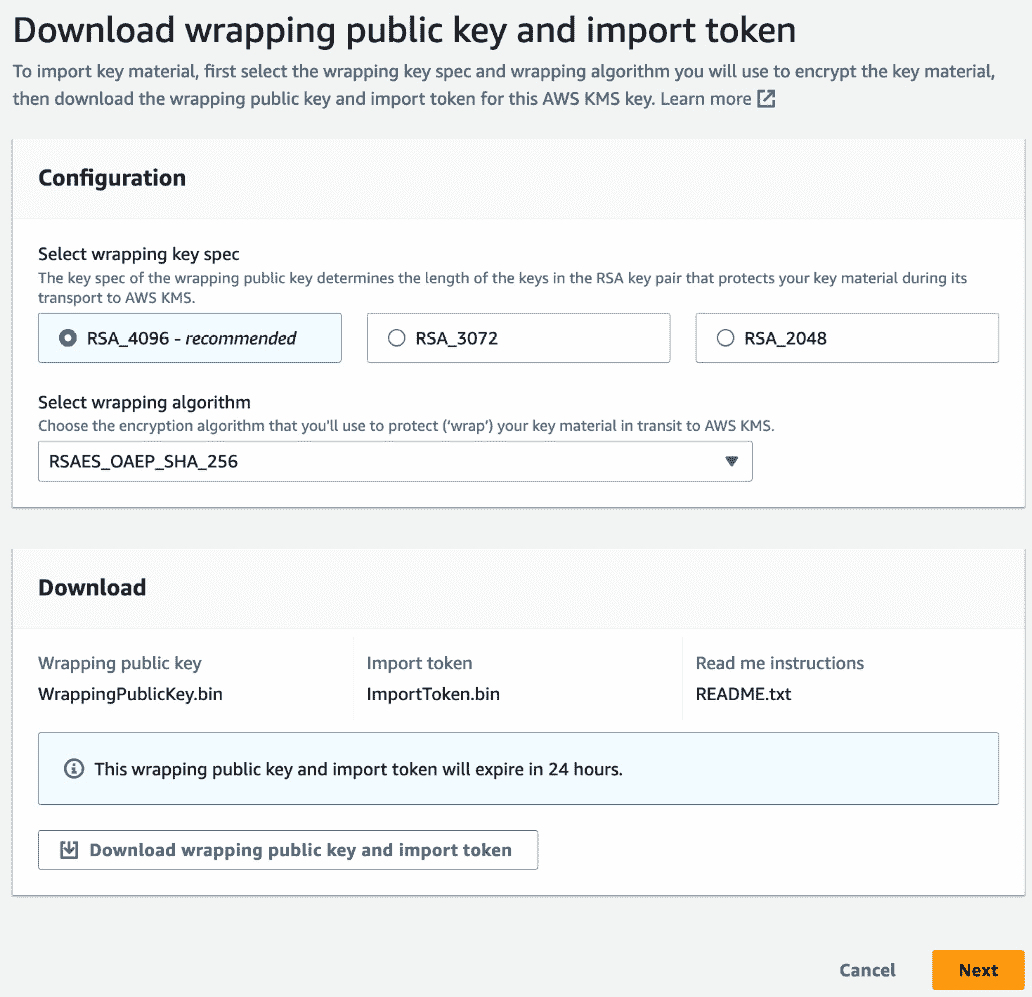 Download wrapping public key and import token
To import key material, first select the wrapping key spec and wrapping algorithm you will use to encrypt the key material,
then download the wrapping public key and import token for this AWS KMS key. Learn more
Configuration
Select wrapping key spec
The key spec of the wrapping public key determines the length of the keys in the RSA key pair that protects your key material during its
transport to AWS KMS.
RSA_4096 - recommended
RSA_3072
RSA_2048
Select wrapping algorithm
Choose the encryption algorithm that you'll use to protect (‘wrap’) your key material in transit to AWS KMS.
RSAES_OAEP_SHA_256
Download
Wrapping public key
WrappingPublicKey.bin
Import token
ImportToken.bin
Read me instructions
README.txt
This wrapping public key and import token will expire in 24 hours.
Download wrapping public key and import token
Cancel
Next